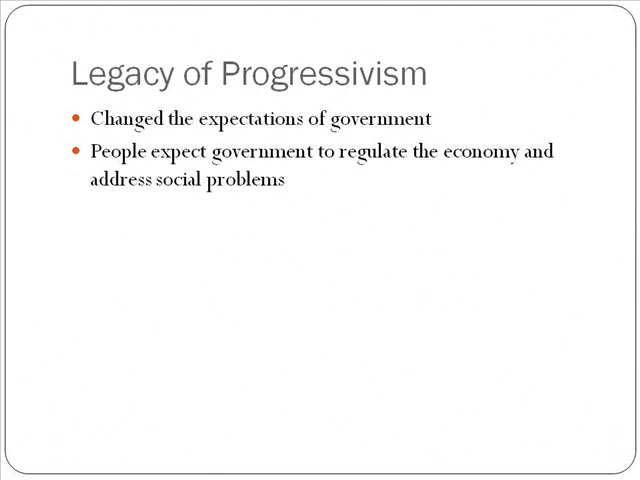 Legacy of Progressivism
• Changed the expectations of government
• People expect government to regulate the economy and
address social problems